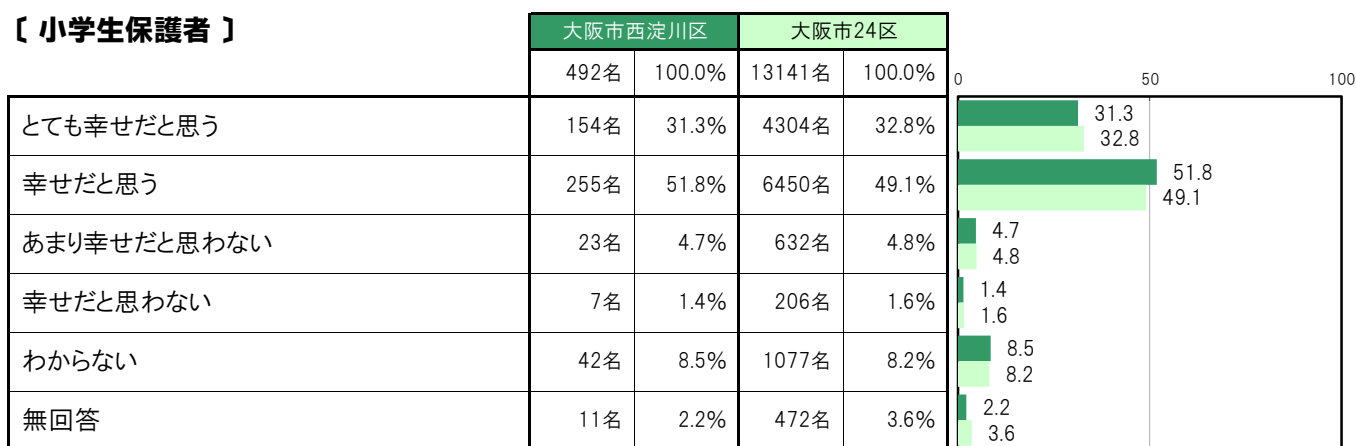 〔 小学生保護者 〕
大阪市西淀川区 大阪市24区
492名 100.0% 13141名 100.0% 0 50 100
とても幸せだと思う 154名 31.3% 4304名 32.8% 31.3
32.8
幸せだと思う 255名 51.8% 6450名 49.1% 51.8
49.1
あまり幸せだと思わない 23名 4.7% 632名 4.8% 4.7
4.8
幸せだと思わない 7名 1.4% 206名 1.6% 1.4
1.6
わからない 42名 8.5% 1077名 8.2% 8.5
8.2
無回答 11名 2.2% 472名 3.6% 2.2
3.6